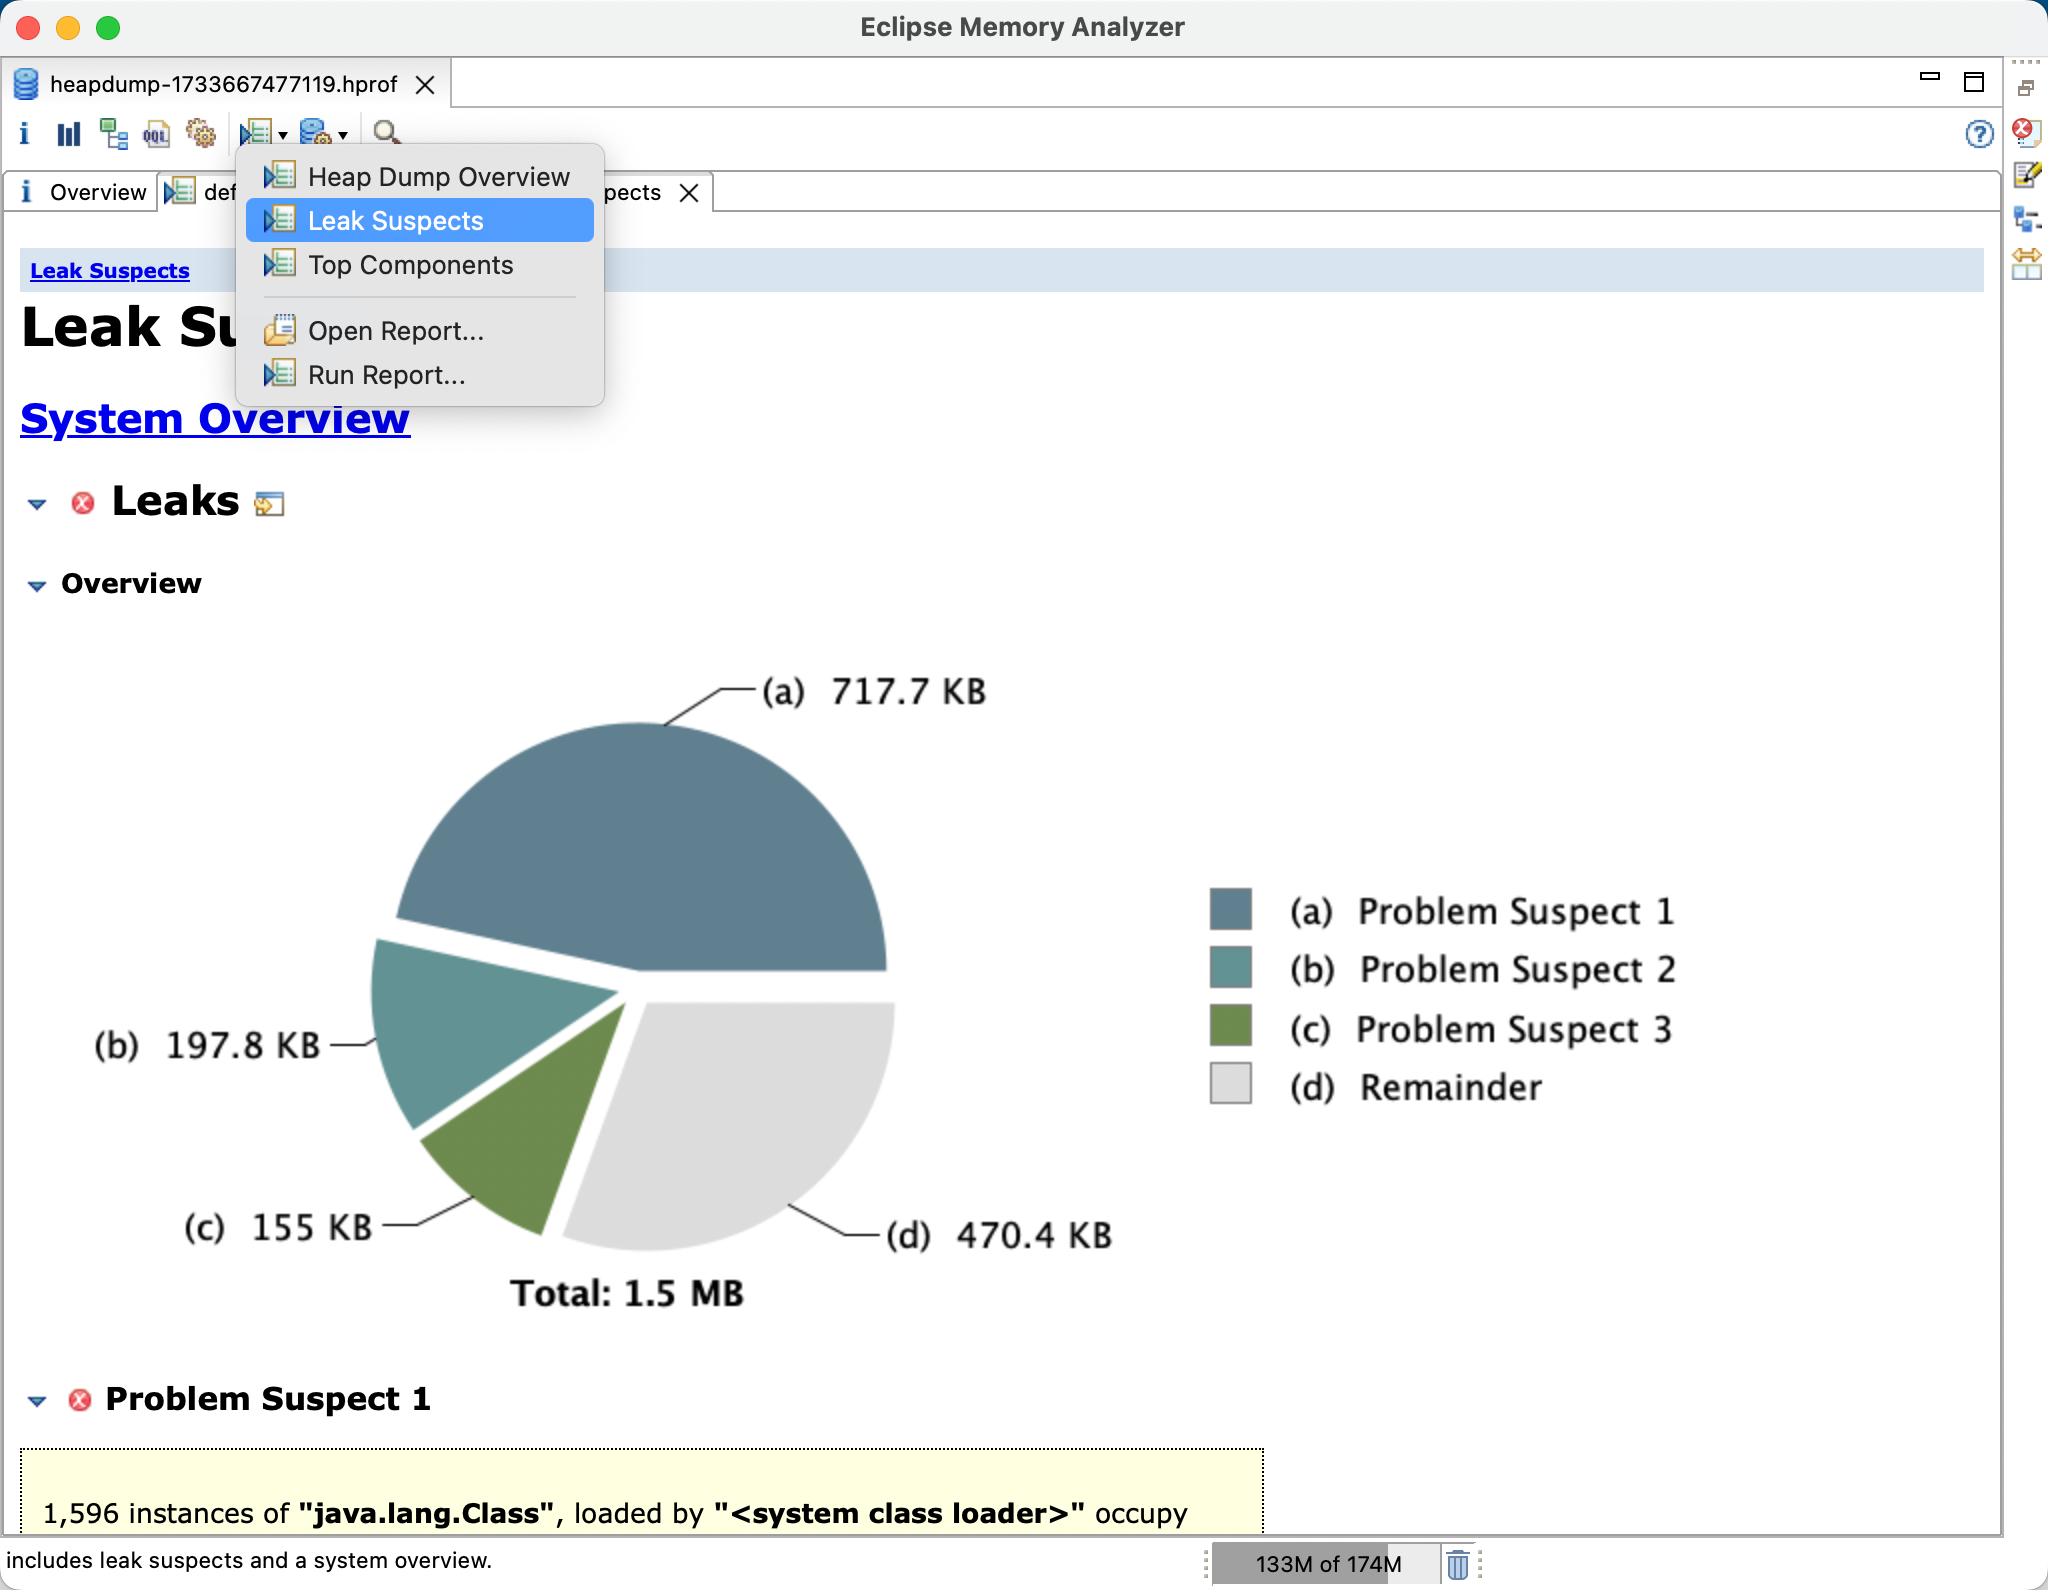 Eclipse Memory Analyzer
heapdump-1733667477119.hprof
i OQL
Heap Dump Overview
Leak Suspects
Top Components
Open Report...
Run Report...
i Overview def pects
Leak Suspects
Leak Su
System Overview
Leaks
Overview
(a) 717.7 KB
(b) 197.8 KB
(c) 155 KB
(d) 470.4 KB
Total: 1.5 MB
(a) Problem Suspect 1
(b) Problem Suspect 2
(c) Problem Suspect 3
(d) Remainder
Problem Suspect 1
1,596 instances of "java.lang.Class", loaded by "<system class loader>" occupy
includes leak suspects and a system overview.
133M of 174M